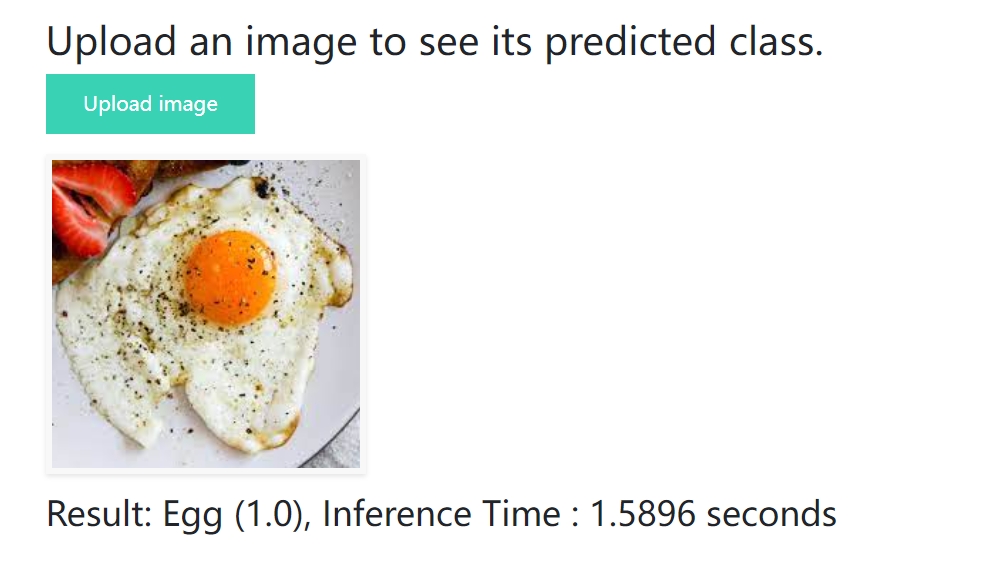 Upload an image to see its predicted class.
Upload image
Result: Egg (1.0), Inference Time : 1.5896 seconds